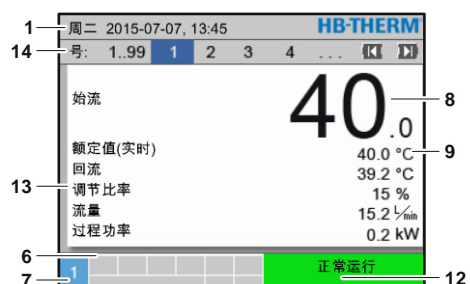 1 周二 2015-07-07, 13:45 HB-THERM
14 号: 1..99 1 2 3 4 ...
始流 40.0 8
额定值(实时) 40.0 °C 9
回流 39.2 °C
13 调节比率 15 %
流量 15.2 L/min
过程功率 0.2 kW
6
7 1 正常运行 12